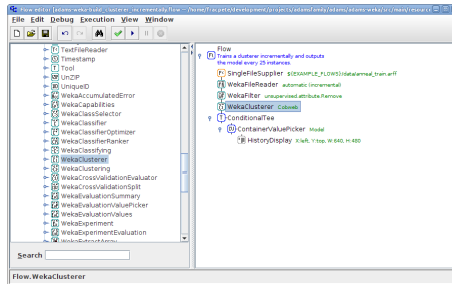 Flow editor [adams-weka-build_clusterer_incrementally.flow --/home/fracpete/development/projects/adamsfamily/adams/adams-weka/src/main/resourc
File Edit Debug Execution View Window
TextFileReader
Timestamp
Tool
UnZIP
UniqueID
WekaAccumulatedError
WekaCapabilities
WekaClassSelector
WekaClassifier
WekaClassifierOptimizer
WekaClassifierRanker
WekaClassifying
WekaClusterer
WekaClustering
WekaCrossValidationEvaluator
WekaCrossValidationSplit
WekaEvaluationSummary
WekaEvaluationValuePicker
WekaEvaluationValues
WekaExperiment
WekaExperimentEvaluation
WekaExtractArray
Search
Flow
Trains a clusterer incrementally and outputs
the model every 25 instances.
SingleFileSupplier ${EXAMPLE_FLOWS}/data/anneal_train.arff
WekaFileReader automatic (incremental)
WekaFilter unsupervised.attribute.Remove
WekaClusterer Cobweb
ConditionalTee
ContainerValuePicker Model
HistoryDisplay X:left, Y:top, W:640, H:480
Flow.WekaClusterer